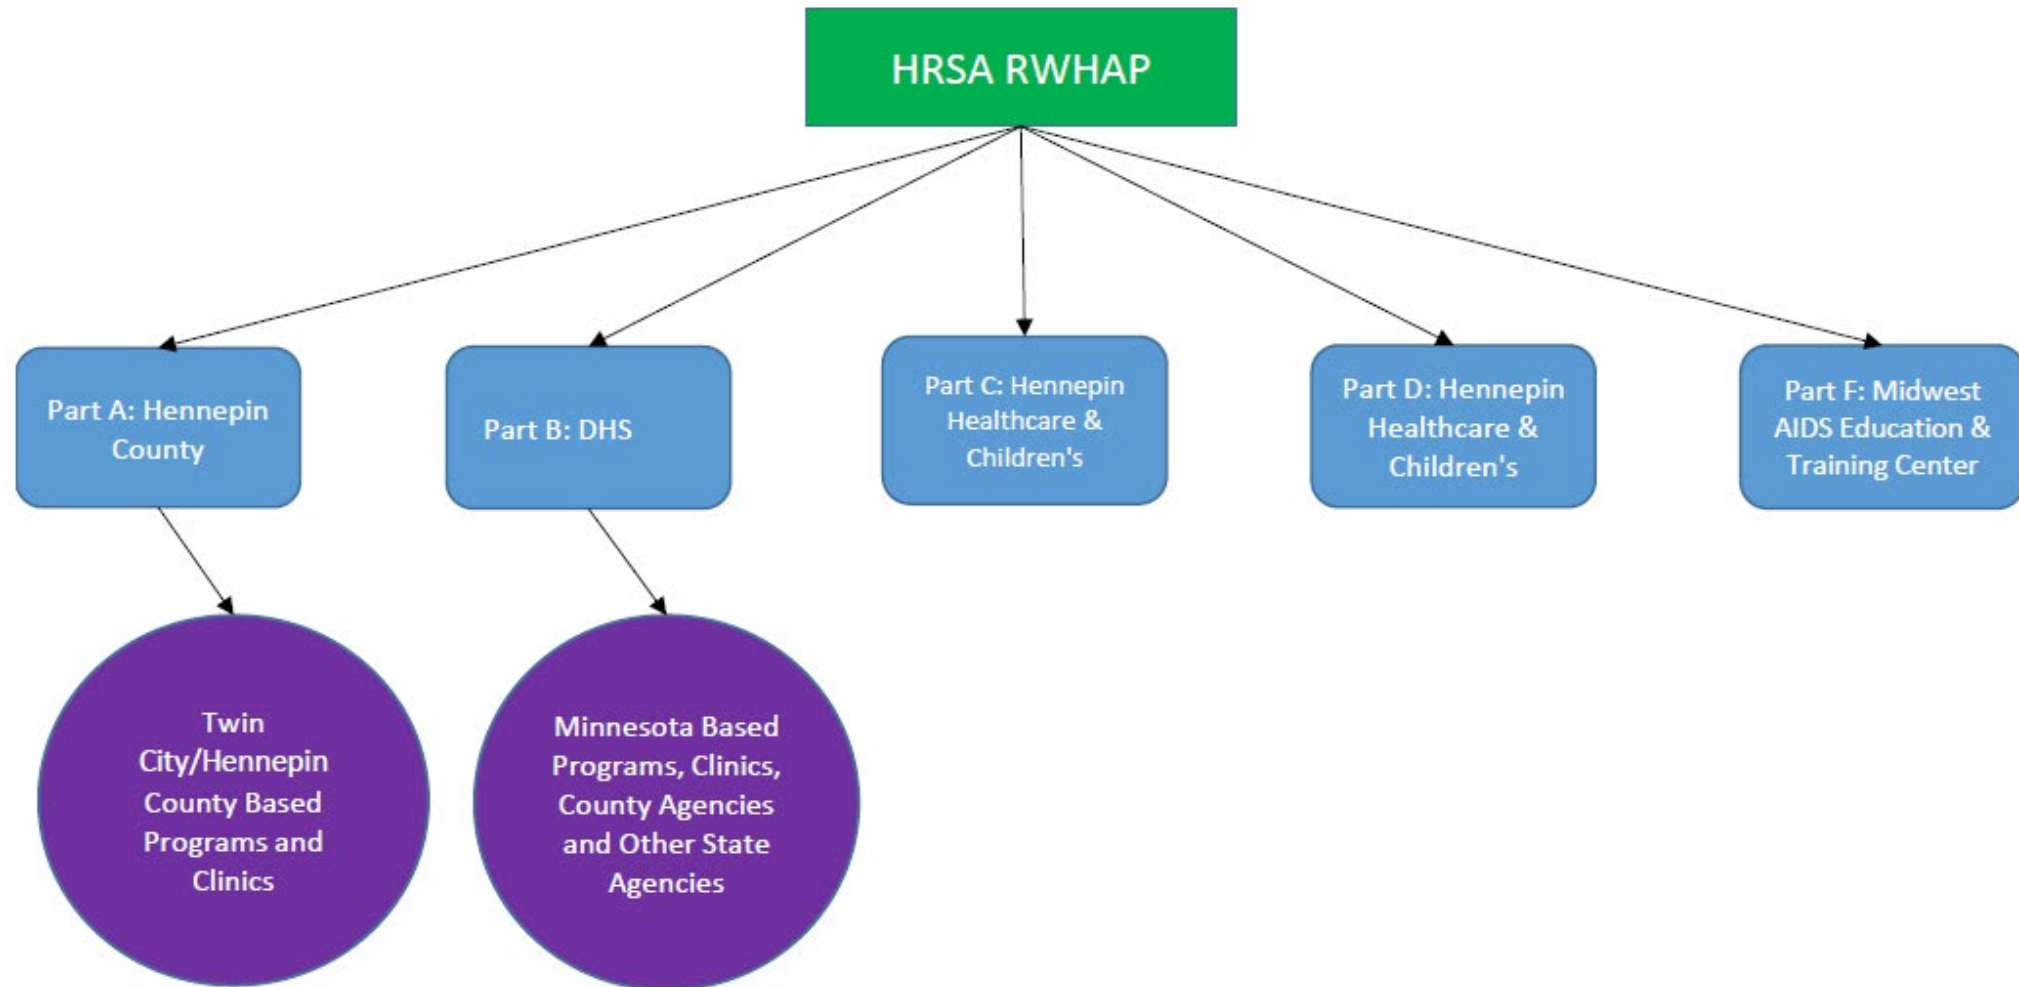 HRSA RWHAP
Part A: Hennepin
County
Part B: DHS
Part C: Hennepin
Healthcare &
Children's
Part D: Hennepin
Healthcare &
Children's
Part F: Midwest
AIDS Education &
Training Center
Twin
City/Hennepin
County Based
Programs and
Clinics
Minnesota Based
Programs, Clinics,
County Agencies
and Other State
Agencies